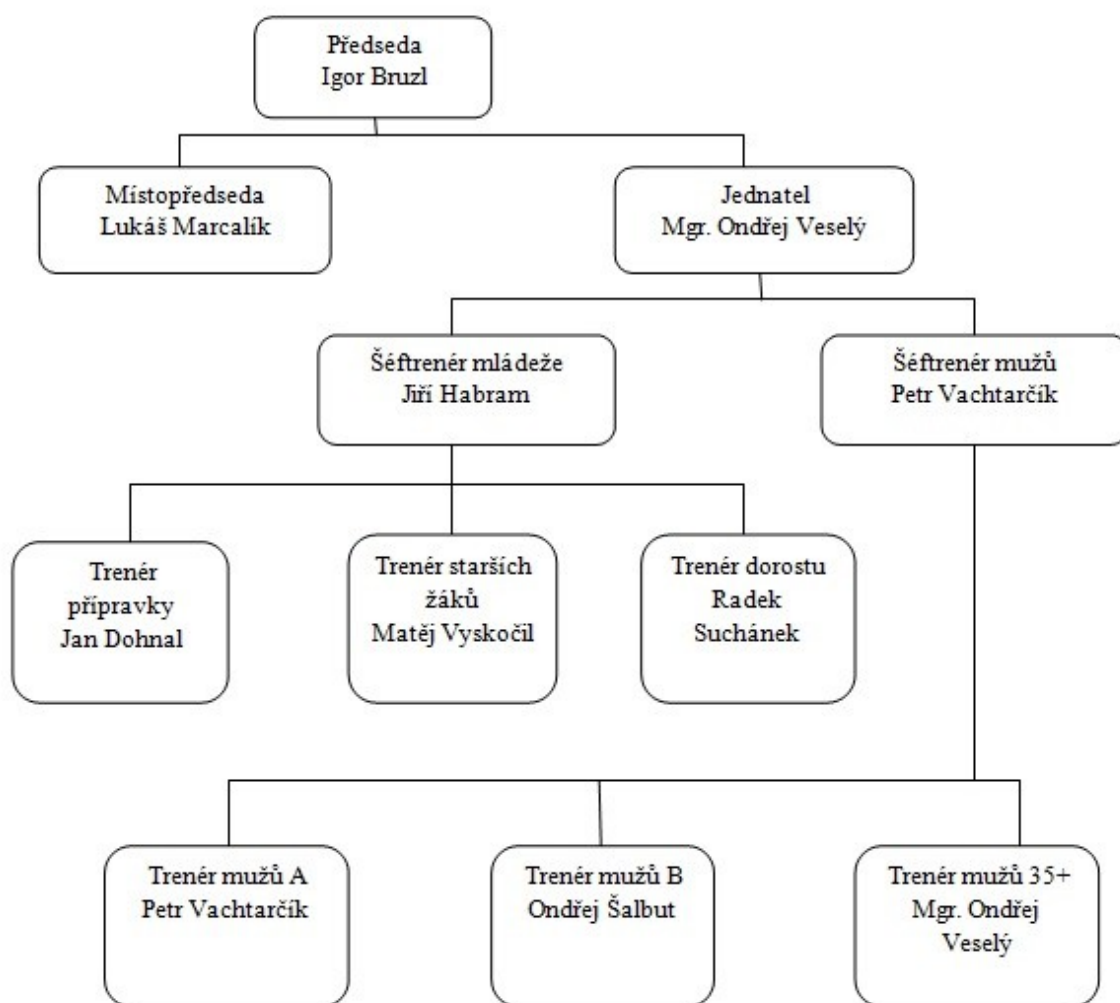 Předseda
Igor Bruzl
Místopředseda
Lukáš Marcalík
Jednatel
Mgr. Ondřej Veselý
Šéftrenér mládeže
Jiří Habram
Šéftrenér mužů
Petr Vachtarčík
Trenér
přípravky
Jan Dohnal
Trenér starších
žáků
Matěj Vyskočil
Trenér dorostu
Radek
Suchánek
Trenér mužů A
Petr Vachtarčík
Trenér mužů B
Ondřej Šalbut
Trenér mužů 35+
Mgr. Ondřej
Veselý